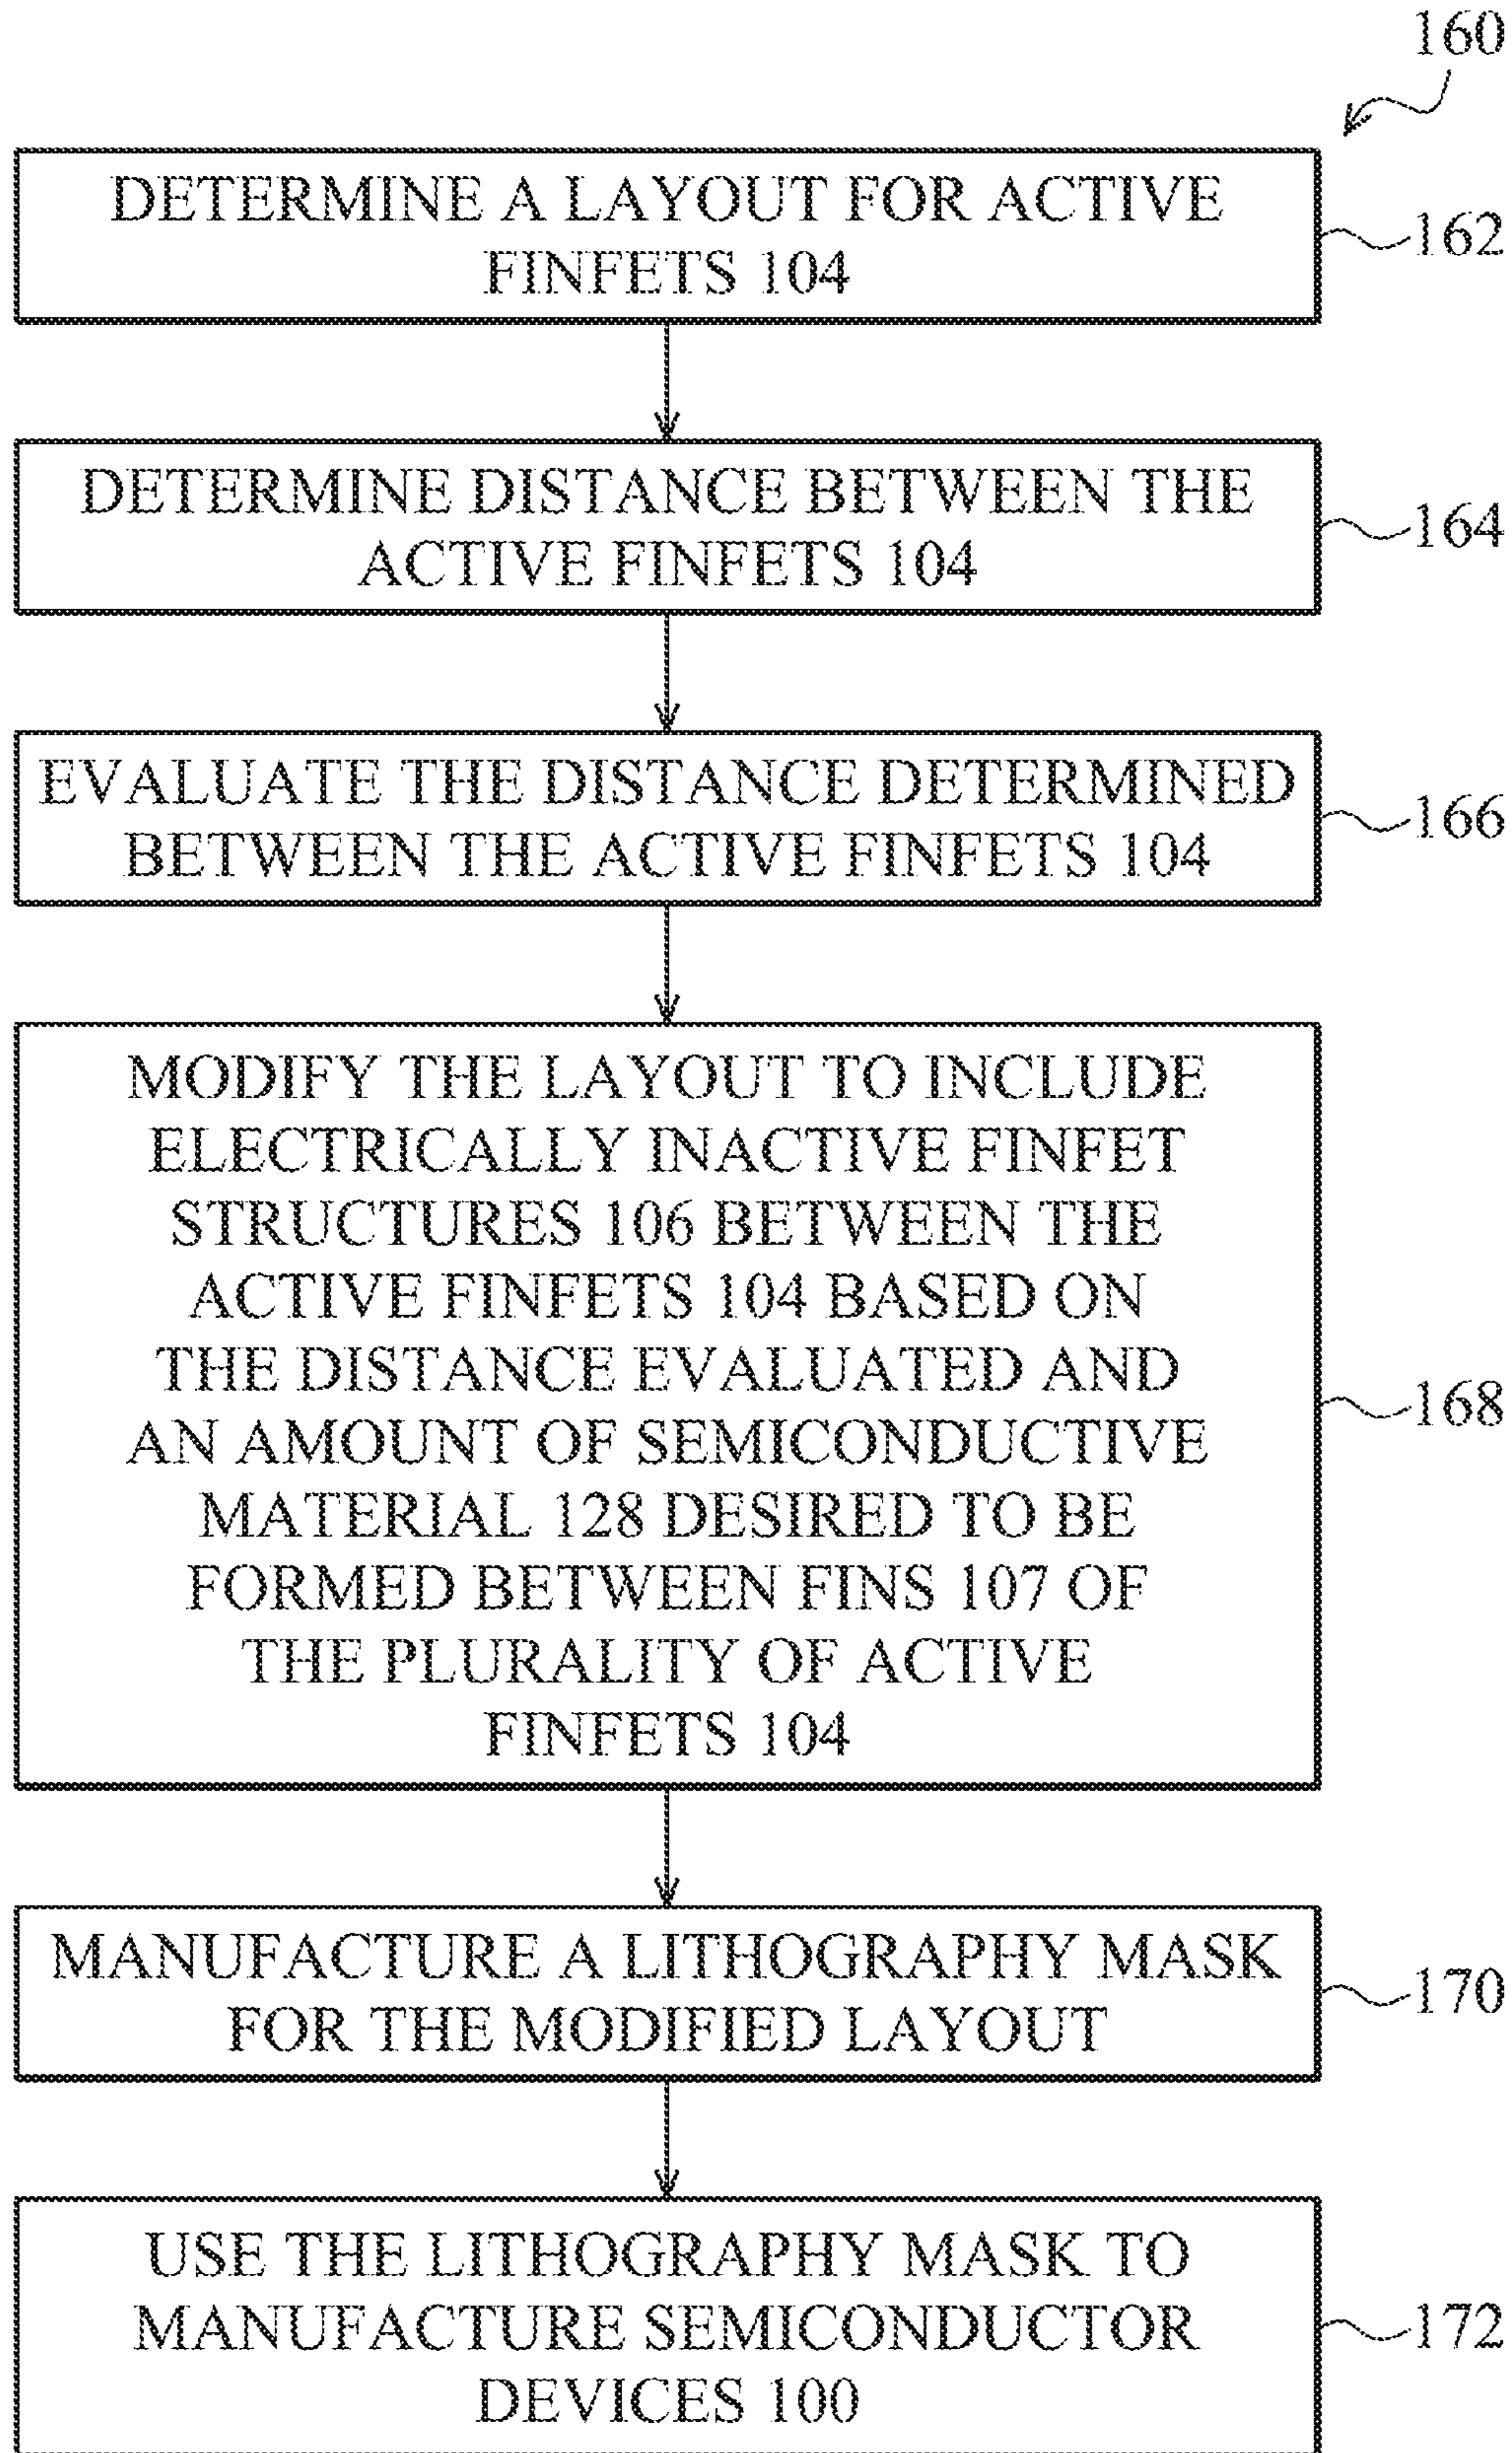 160
DETERMINE A LAYOUT FOR ACTIVE
FINFETS 104
162
DETERMINE DISTANCE BETWEEN THE
ACTIVE FINFETS 104
164
EVALUATE THE DISTANCE DETERMINED
BETWEEN THE ACTIVE FINFETS 104
166
MODIFY THE LAYOUT TO INCLUDE
ELECTRICALLY INACTIVE FINFET
STRUCTURES 106 BETWEEN THE
ACTIVE FINFETS 104 BASED ON
THE DISTANCE EVALUATED AND
AN AMOUNT OF SEMICONDUCTIVE
MATERIAL 128 DESIRED TO BE
FORMED BETWEEN FINS 107 OF
THE PLURALITY OF ACTIVE
FINFETS 104
168
MANUFACTURE A LITHOGRAPHY MASK
FOR THE MODIFIED LAYOUT
170
USE THE LITHOGRAPHY MASK TO
MANUFACTURE SEMICONDUCTOR
DEVICES 100
172